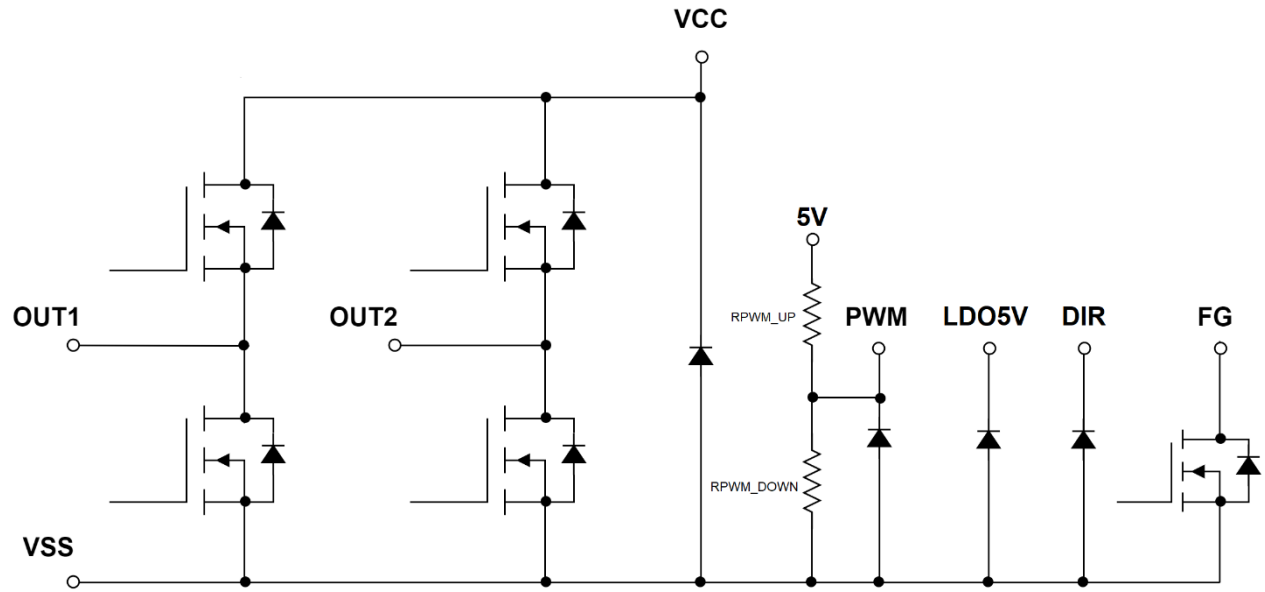 VCC
5V
OUT1
OUT2
RPWM_UP
PWM
LDO5V
DIR
FG
RPWM_DOWN
VSS